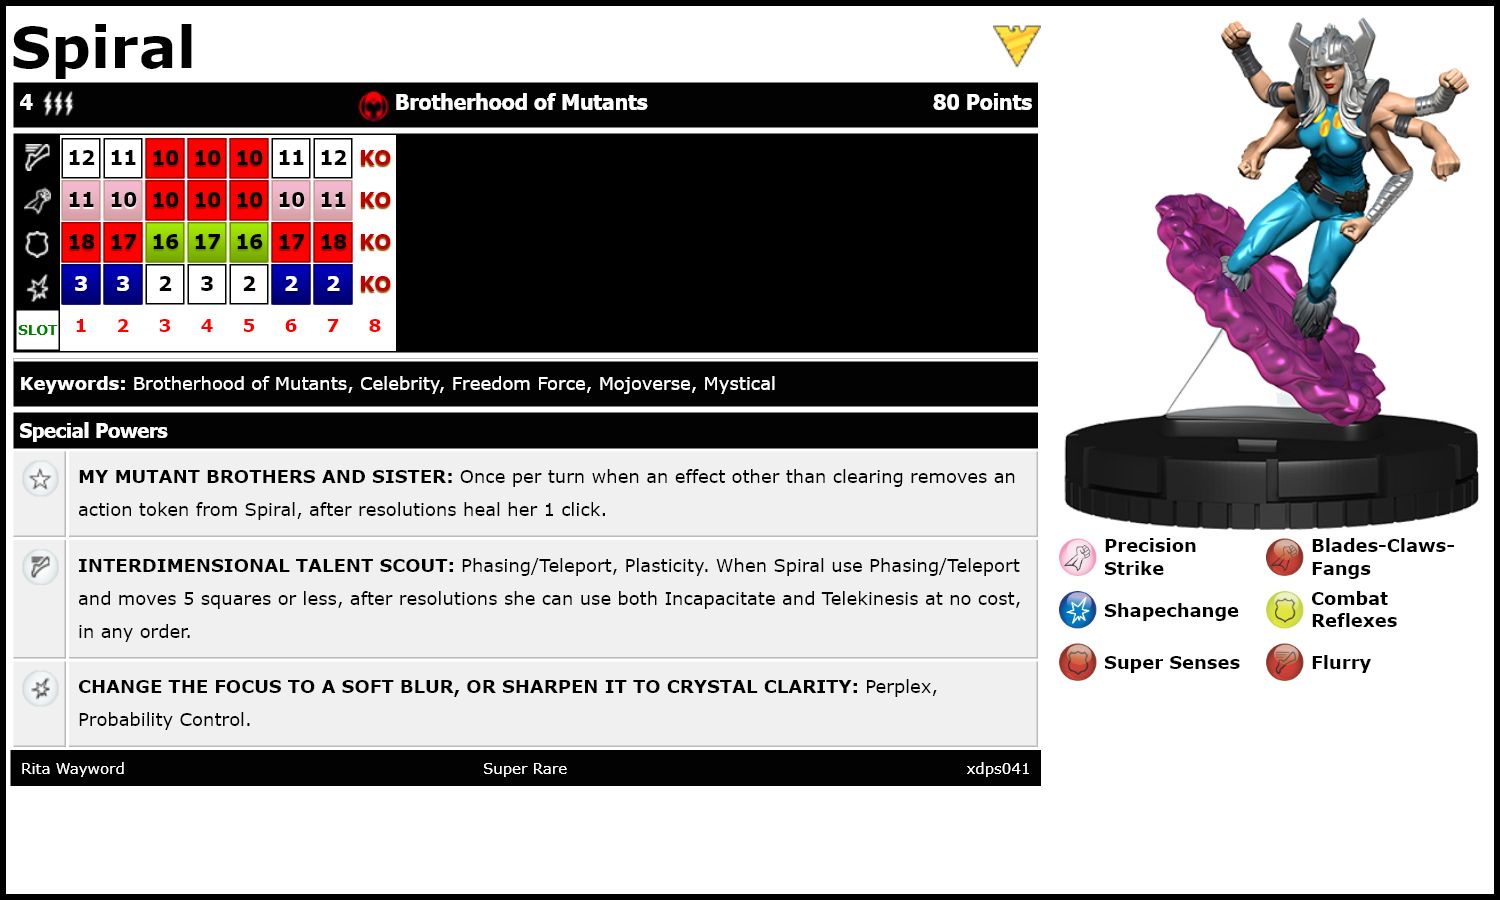 Spiral
4 Brotherhood of Mutants 80 Points
12 11 10 10 10 11 12 KO
11 10 10 10 10 10 11 KO
18 17 16 17 16 17 18 KO
3 3 2 3 2 2 2 KO
SLOT 1 2 3 4 5 6 7 8
Keywords: Brotherhood of Mutants, Celebrity, Freedom Force, Mojoverse, Mystical
Special Powers
MY MUTANT BROTHERS AND SISTER: Once per turn when an effect other than clearing removes an
action token from Spiral, after resolutions heal her 1 click.
INTERDIMENSIONAL TALENT SCOUT: Phasing/Teleport, Plasticity. When Spiral use Phasing/Teleport
and moves 5 squares or less, after resolutions she can use both Incapacitate and Telekinesis at no cost,
in any order.
CHANGE THE FOCUS TO A SOFT BLUR, OR SHARPEN IT TO CRYSTAL CLARITY: Perplex,
Probability Control.
Rita Wayword Super Rare xdps041
Precision
Strike
Blades-Claws-
Fangs
Shapechange
Combat
Reflexes
Super Senses
Flurry